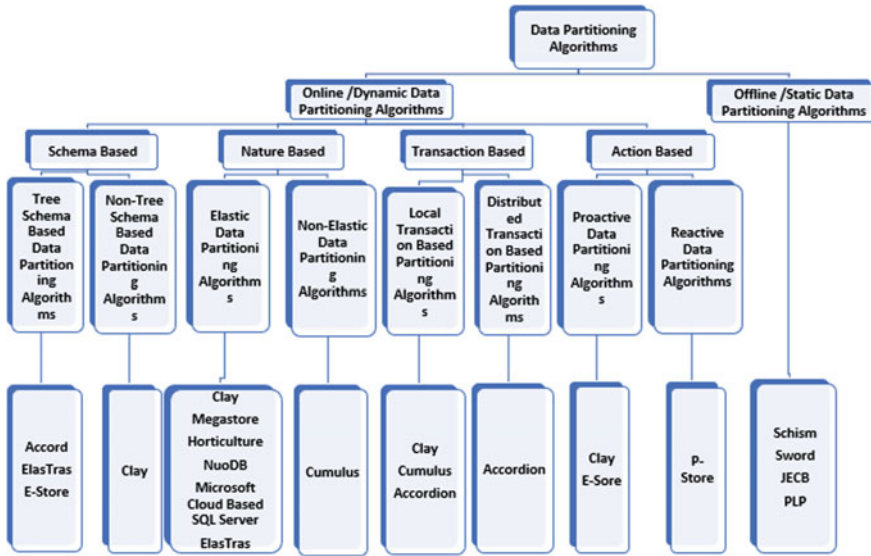 Data Partitioning
Algorithms
Online /Dynamic Data
Partitioning Algorithms
Offline /Static Data
Partitioning Algorithms
Schema Based
Nature Based
Transaction Based
Action Based
Tree
Schema
Based
Data
Partition
ing
Algorith
ms
Non-Tree
Schema
Based
Data
Partitionin
g
Algorithm
s
Elastic
Data
Partitioni
ng
Algorithm
s
Non-Elastic
Data
Partitionin
g
Algorithms
Local
Transacti
on Based
Partitioni
ng
Algorithm
s
Distribut
ed
Transacti
on Based
Partitioni
ng
Algorith
ms
Proactive
Data
Partitioni
ng
Algorithm
s
Reactive
Data
Partitioning
Algorithms
Accord
ElasTras
E-Store
Clay
Clay
Megastore
Horticulture
NuoDB
Microsoft
Cloud Based
SQL Server
ElasTras
Cumulus
Clay
Cumulus
Accordion
Accordion
Clay
E-Sore
P-
Store
Schism
Sword
JECB
PLP